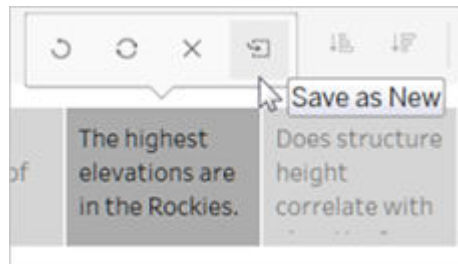 Save as New
of
The highest
elevations are
in the Rockies.
Does structure
height
correlate with